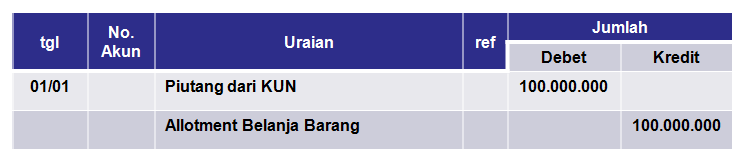 tgl No. Akun Uraian ref Jumlah
Debet Kredit
01/01 Piutang dari KUN 100.000.000
Allotment Belanja Barang 100.000.000